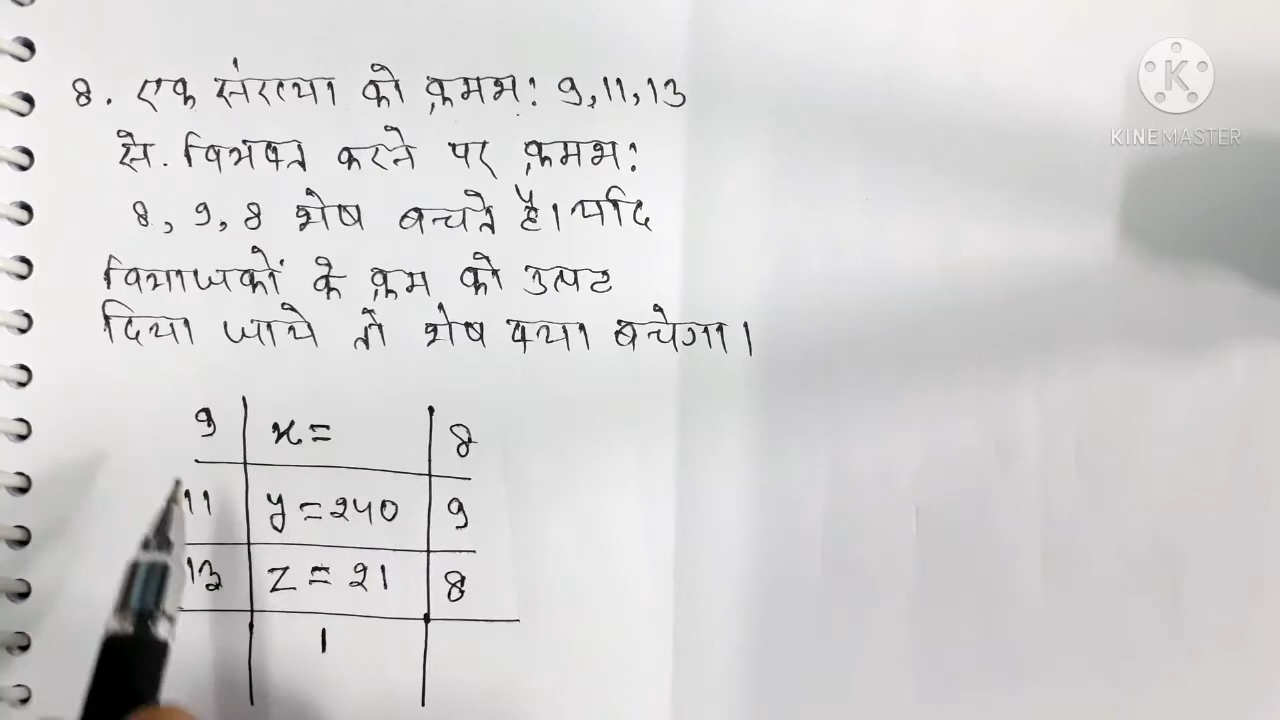 8. एक संख्या को क्रमशः 9,11,13
से. विभक्त करने पर क्रमशः
8, 9, 8 शेष बचते है। यदि
विभाजकों के क्रम को उलट
दिया जाये तो शेष क्या बचेगा।
9 x= 8
11 y=240 9
13 z=21 8
1
K
KINEMASTER